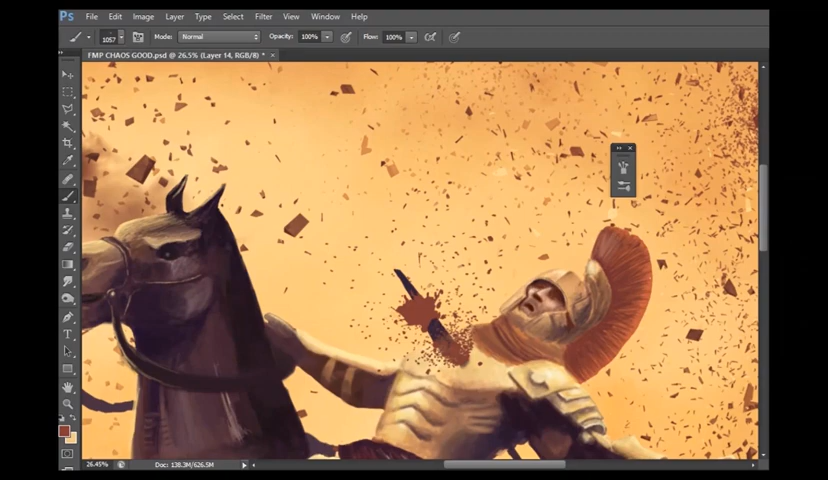 Ps File Edit Image Layer Type Select Filter View Window Help
1057 Mode: Normal Opacity: 100% Flow: 100%
FMP CHAOS GOOD.psd @ 26.5% (Layer 14, RGB/8) * ×
T
26.45% Doc: 138.3M/626.5M